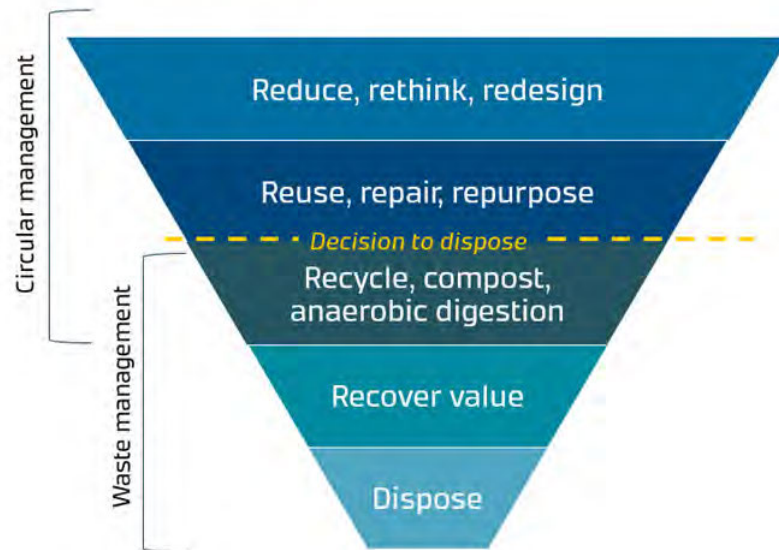 Circular management
Reduce, rethink, redesign
Reuse, repair, repurpose
Decision to dispose
Waste management
Recycle, compost,
anaerobic digestion
Recover value
Dispose